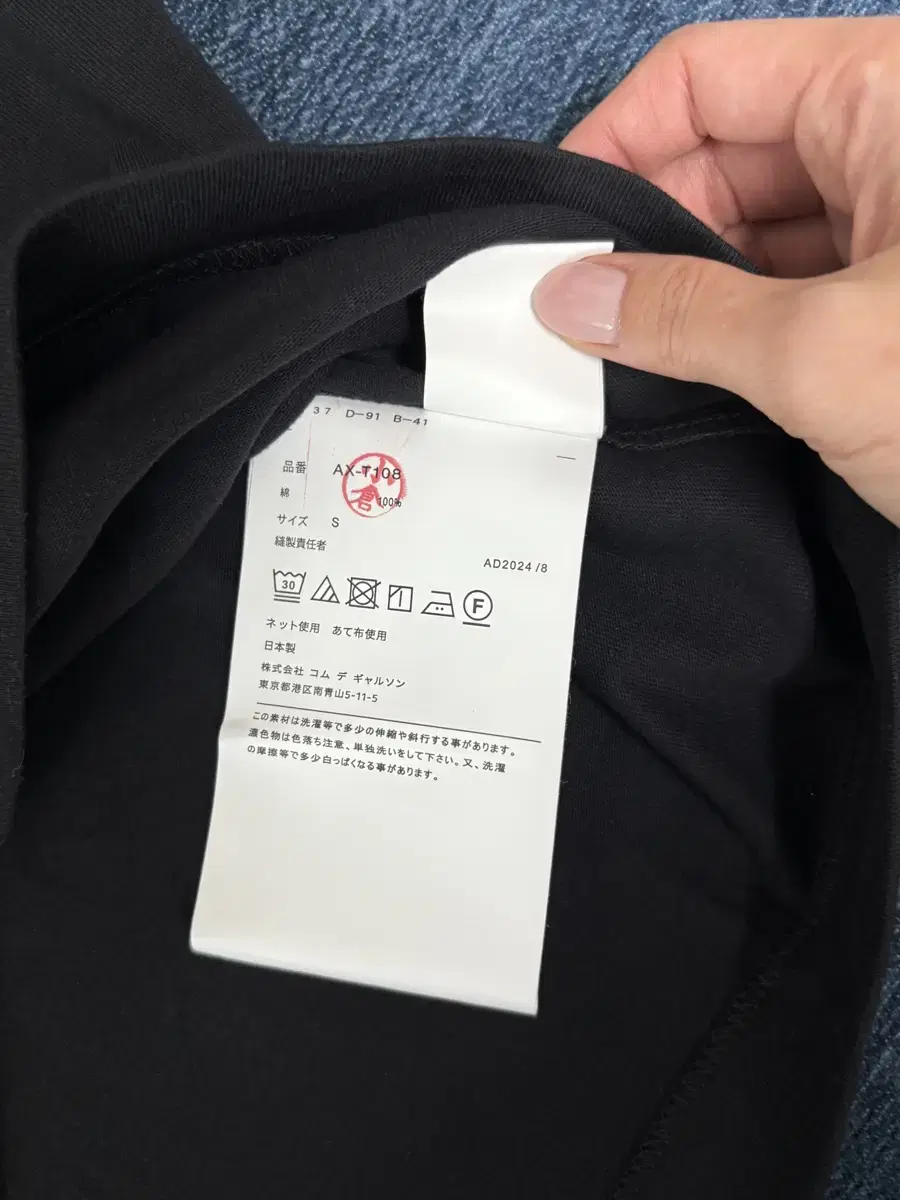 37 D-91 B-41
品番 AX-T108
小倉
綿 100%
サイズ S
縫製責任者
AD2024/8
30
F
ネット使用 あて布使用
日本製
株式会社 コム デ ギャルソン
東京都港区南青山5-11-5
この素材は洗濯等で多少の伸縮や斜行する事があります。
濃色物は色落ち注意、単独洗いをして下さい。又、洗濯
の摩擦等で多少白っぽくなる事があります。